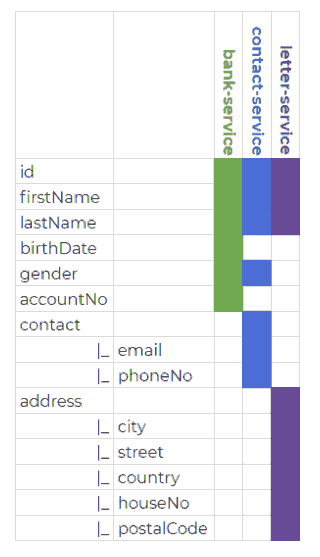 bank-service
contact-service
letter-service
id
firstName
lastName
birthDate
gender
accountNo
contact
|_ email
|_ phoneNo
address
|_ city
|_ street
|_ country
|_ houseNo
|_ postalCode